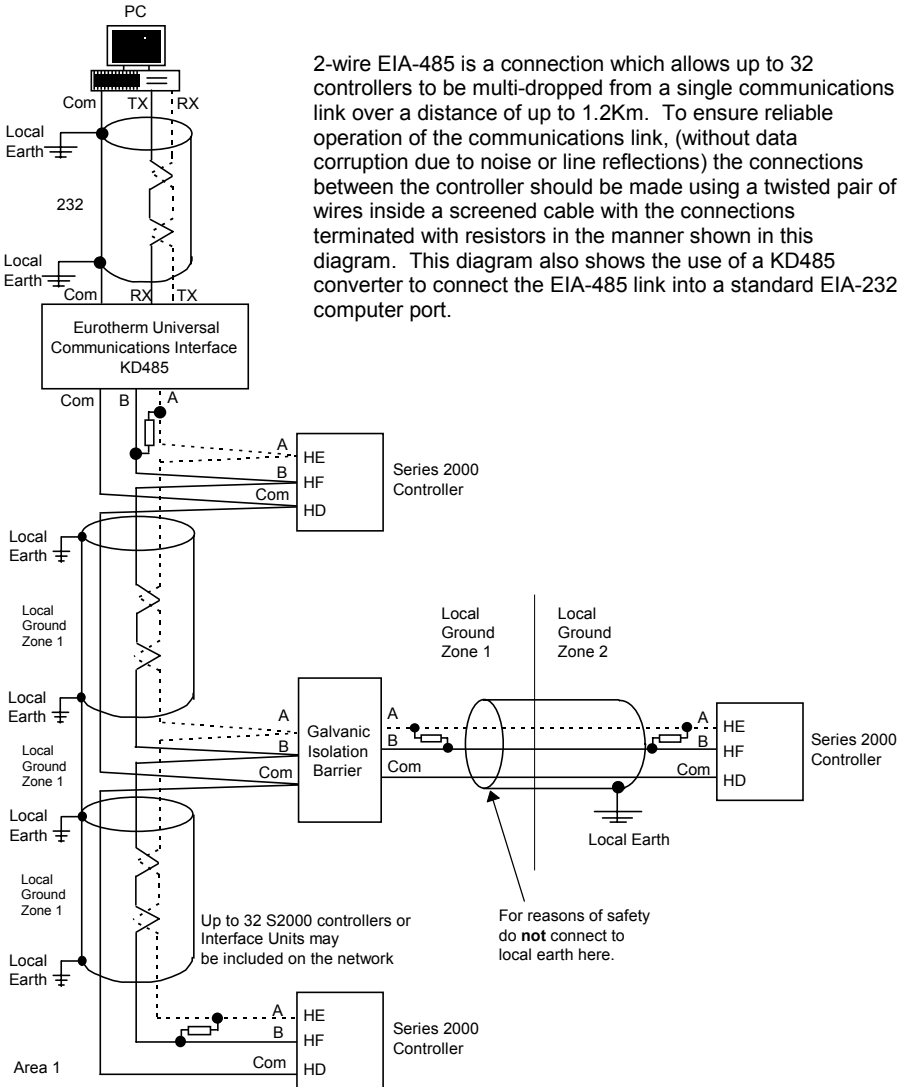 PC
2-wire EIA-485 is a connection which allows up to 32
controllers to be multi-dropped from a single communications
link over a distance of up to 1.2Km.  To ensure reliable
operation of the communications link, (without data
corruption due to noise or line reflections) the connections
between the controller should be made using a twisted pair of
wires inside a screened cable with the connections
terminated with resistors in the manner shown in this
diagram.  This diagram also shows the use of a KD485
converter to connect the EIA-485 link into a standard EIA-232
computer port.
Com TX RX
Local
Earth
232
Local
Earth
Com RX TX
Eurotherm Universal
Communications Interface
KD485
Com B A
A HE
B HF
Com HD
Series 2000
Controller
Local
Earth
Local
Ground
Zone 1
Local
Earth
Local
Ground
Zone 1
A
B
Com
Galvanic
Isolation
Barrier
A
B
Com
Local
Ground
Zone 1
Local
Ground
Zone 2
A HE
B HF
Com HD
Series 2000
Controller
Local Earth
For reasons of safety
do not connect to
local earth here.
Local
Earth
Local
Ground
Zone 1
Local
Earth
Up to 32 S2000 controllers or
Interface Units may
be included on the network
A HE
B HF
Com HD
Series 2000
Controller
Area 1